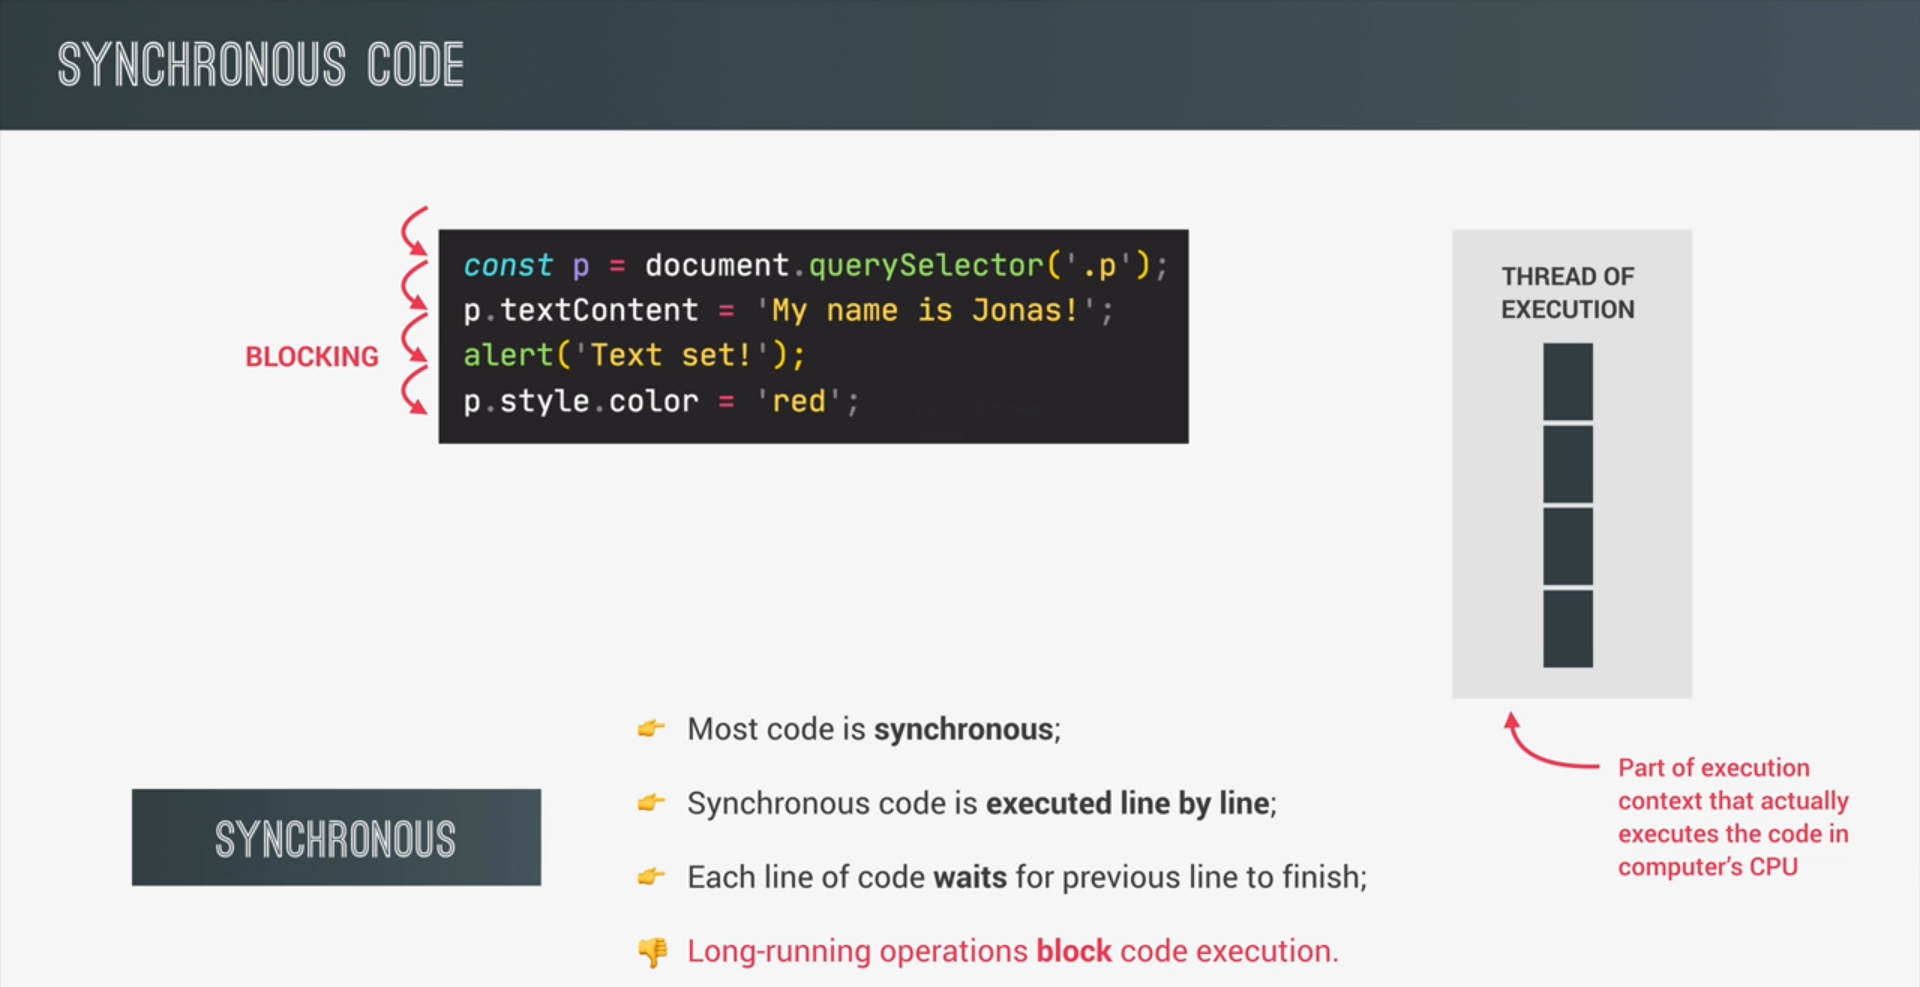 SYNCHRONOUS CODE
const p = document.querySelector('.p');
p.textContent = 'My name is Jonas!';
alert('Text set!');
p.style.color = 'red';
BLOCKING
THREAD OF
EXECUTION
Part of execution
context that actually
executes the code in
computer's CPU
SYNCHRONOUS
👉 Most code is synchronous;
👉 Synchronous code is executed line by line;
👉 Each line of code waits for previous line to finish;
👎 Long-running operations block code execution.